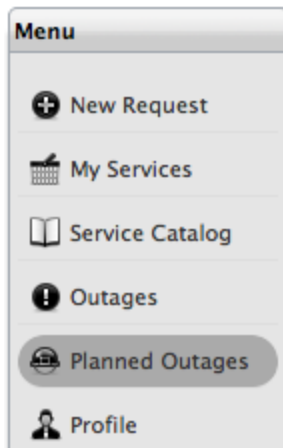 Menu
New Request
My Services
Service Catalog
Outages
Planned Outages
Profile